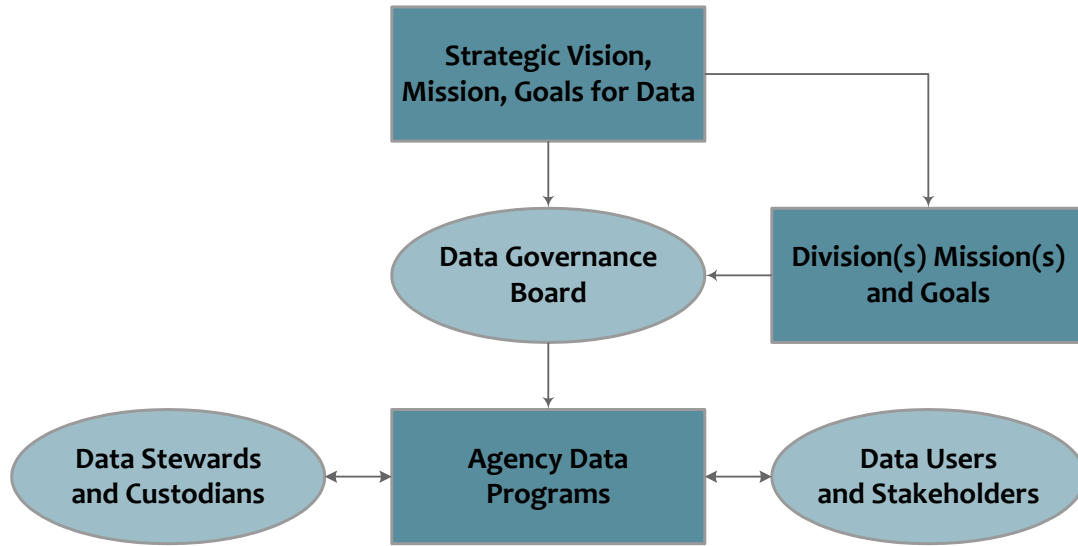 Strategic Vision,
Mission, Goals for Data
Data Governance
Board
Division(s) Mission(s)
and Goals
Data Stewards
and Custodians
Agency Data
Programs
Data Users
and Stakeholders